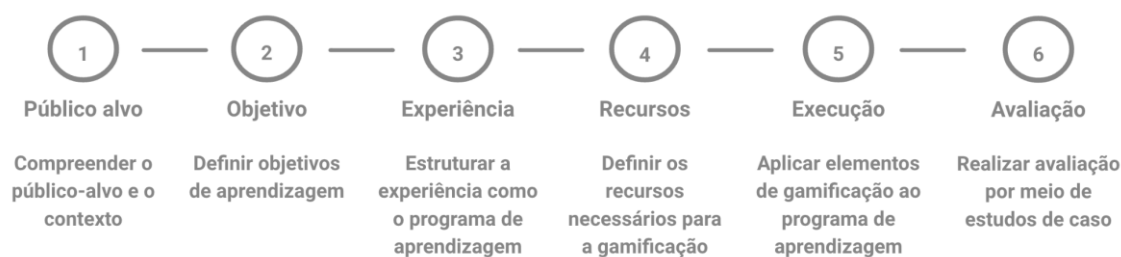 1
Público alvo
Compreender o
público-alvo e o
contexto
2
Objetivo
Definir objetivos
de aprendizagem
3
Experiência
Estruturar a
experiência como
o programa de
aprendizagem
4
Recursos
Definir os
recursos
necessários para
a gamificação
5
Execução
Aplicar elementos
de gamificação ao
programa de
aprendizagem
6
Avaliação
Realizar avaliação
por meio de
estudos de caso